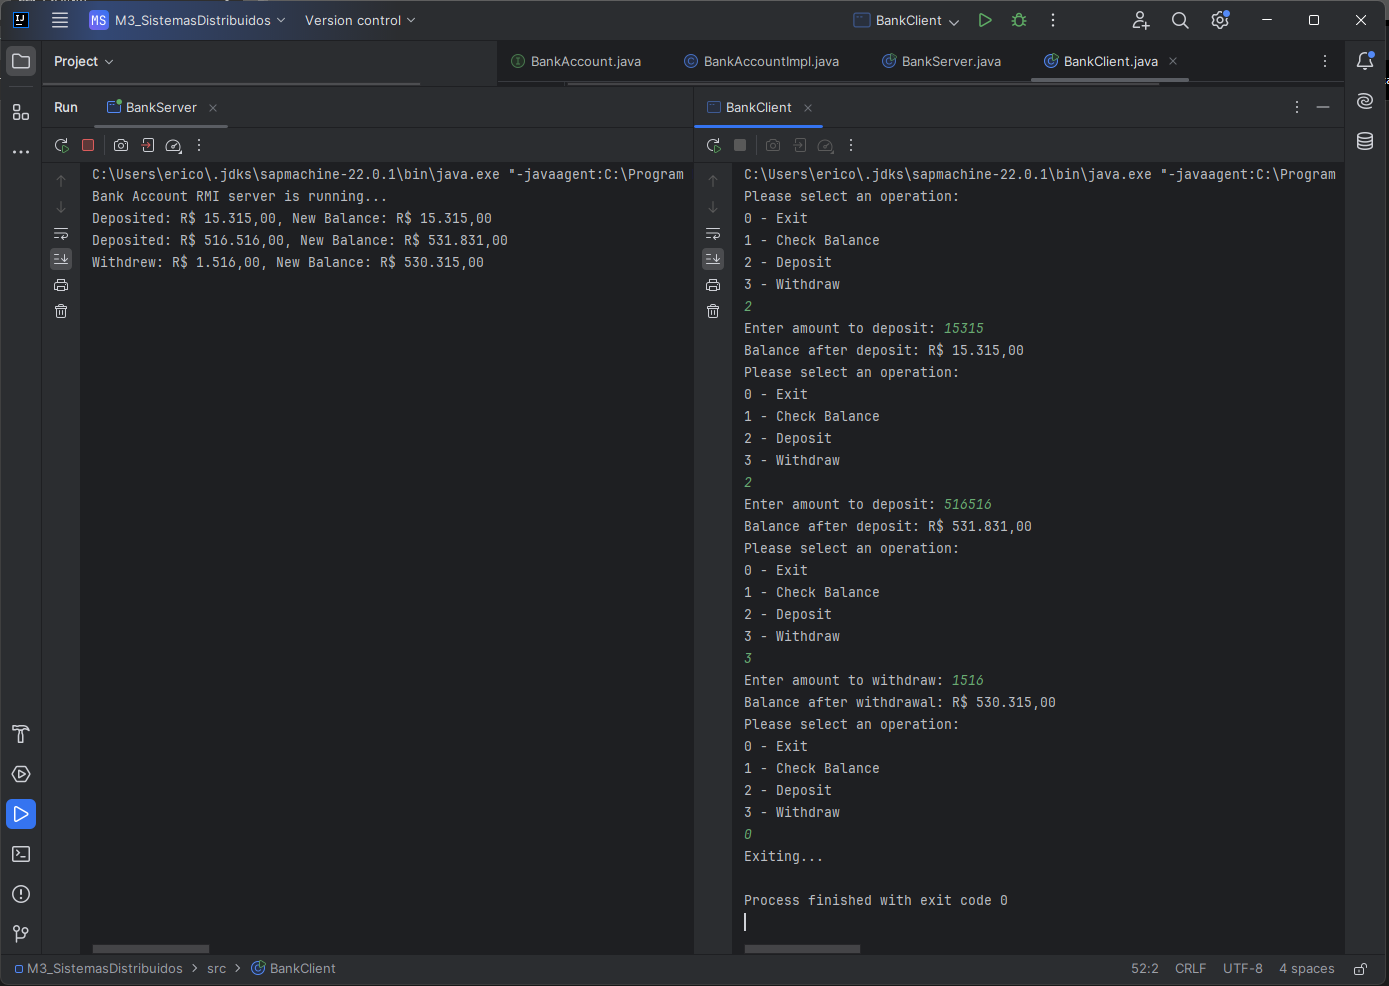 MS M3_SistemasDistribuidos Version control BankClient
Project BankAccount.java BankAccountImpl.java BankServer.java BankClient.java
Run BankServer
C:\Users\erico\.jdks\sapmachine-22.0.1\bin\java.exe "-javaagent:C:\Program
Bank Account RMI server is running...
Deposited: R$ 15.315,00, New Balance: R$ 15.315,00
Deposited: R$ 516.516,00, New Balance: R$ 531.831,00
Withdrew: R$ 1.516,00, New Balance: R$ 530.315,00
BankClient
C:\Users\erico\.jdks\sapmachine-22.0.1\bin\java.exe "-javaagent:C:\Program
Please select an operation:
0 - Exit
1 - Check Balance
2 - Deposit
3 - Withdraw
2
Enter amount to deposit: 15315
Balance after deposit: R$ 15.315,00
Please select an operation:
0 - Exit
1 - Check Balance
2 - Deposit
3 - Withdraw
2
Enter amount to deposit: 516516
Balance after deposit: R$ 531.831,00
Please select an operation:
0 - Exit
1 - Check Balance
2 - Deposit
3 - Withdraw
3
Enter amount to withdraw: 1516
Balance after withdrawal: R$ 530.315,00
Please select an operation:
0 - Exit
1 - Check Balance
2 - Deposit
3 - Withdraw
0
Exiting...
Process finished with exit code 0
M3_SistemasDistribuidos > src > BankClient 52:2 CRLF UTF-8 4 spaces